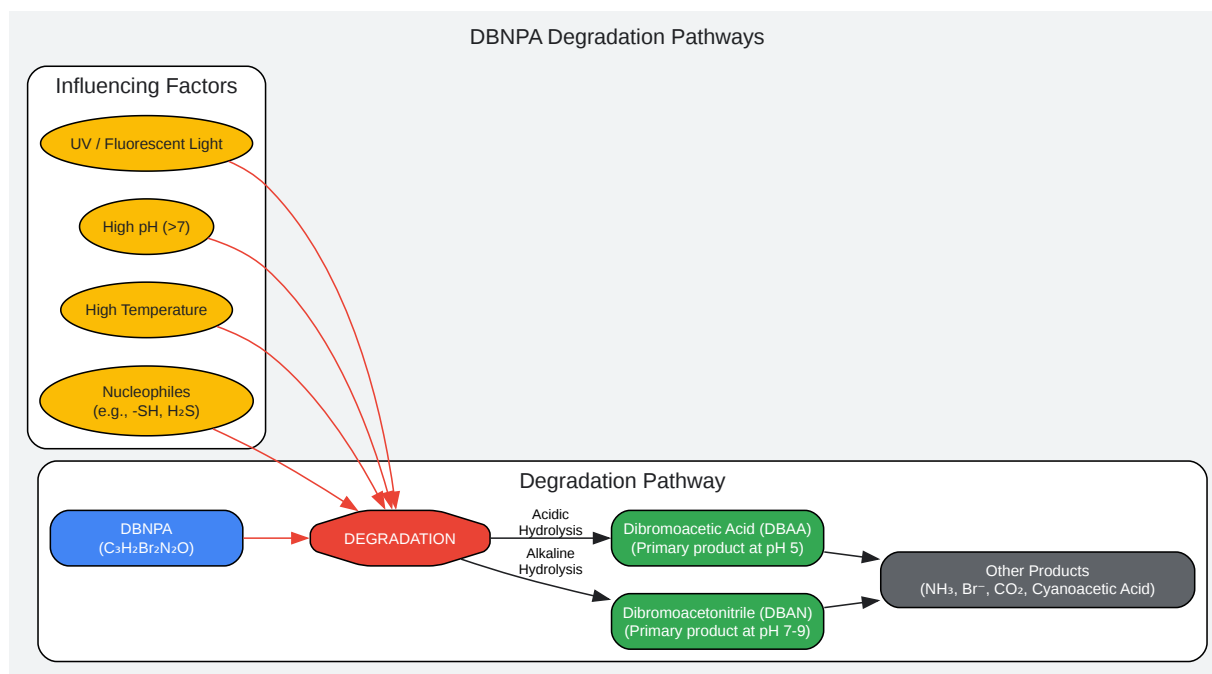 DBNPA Degradation Pathways
Influencing Factors
UV / Fluorescent Light
High pH (>7)
High Temperature
Nucleophiles
(e.g., -SH, H₂S)
Degradation Pathway
DBNPA
(C₃H₂Br₂N₂O)
DEGRADATION
Acidic
Hydrolysis
Alkaline
Hydrolysis
Dibromoacetic Acid (DBAA)
(Primary product at pH 5)
Dibromoacetonitrile (DBAN)
(Primary product at pH 7-9)
Other Products
(NH₃, Br⁻, CO₂, Cyanoacetic Acid)